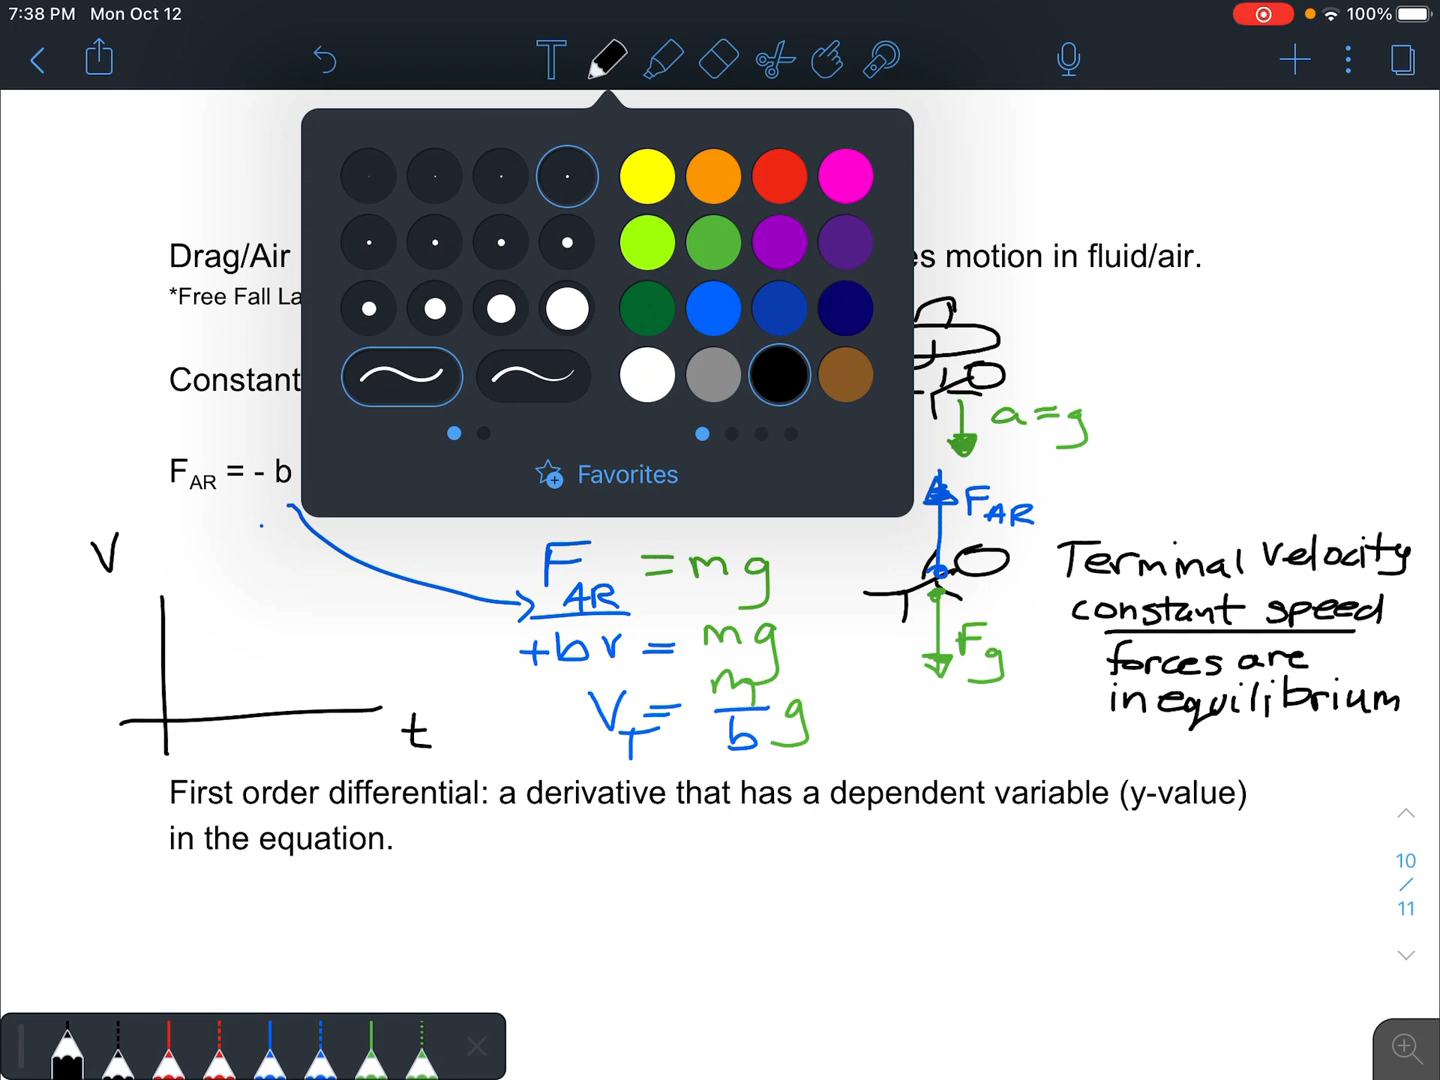 7:38 PM Mon Oct 12
100%
T
Drag/Air
es motion in fluid/air.
*Free Fall La
Constant
a = g
F_AR = - b
F_AR
V
F_AR = mg
Terminal velocity
constant speed
+bv = mg
Fg
forces are
in equilibrium
V_T = m/b g
t
First order differential: a derivative that has a dependent variable (y-value)
in the equation.
Favorites
10
/
11